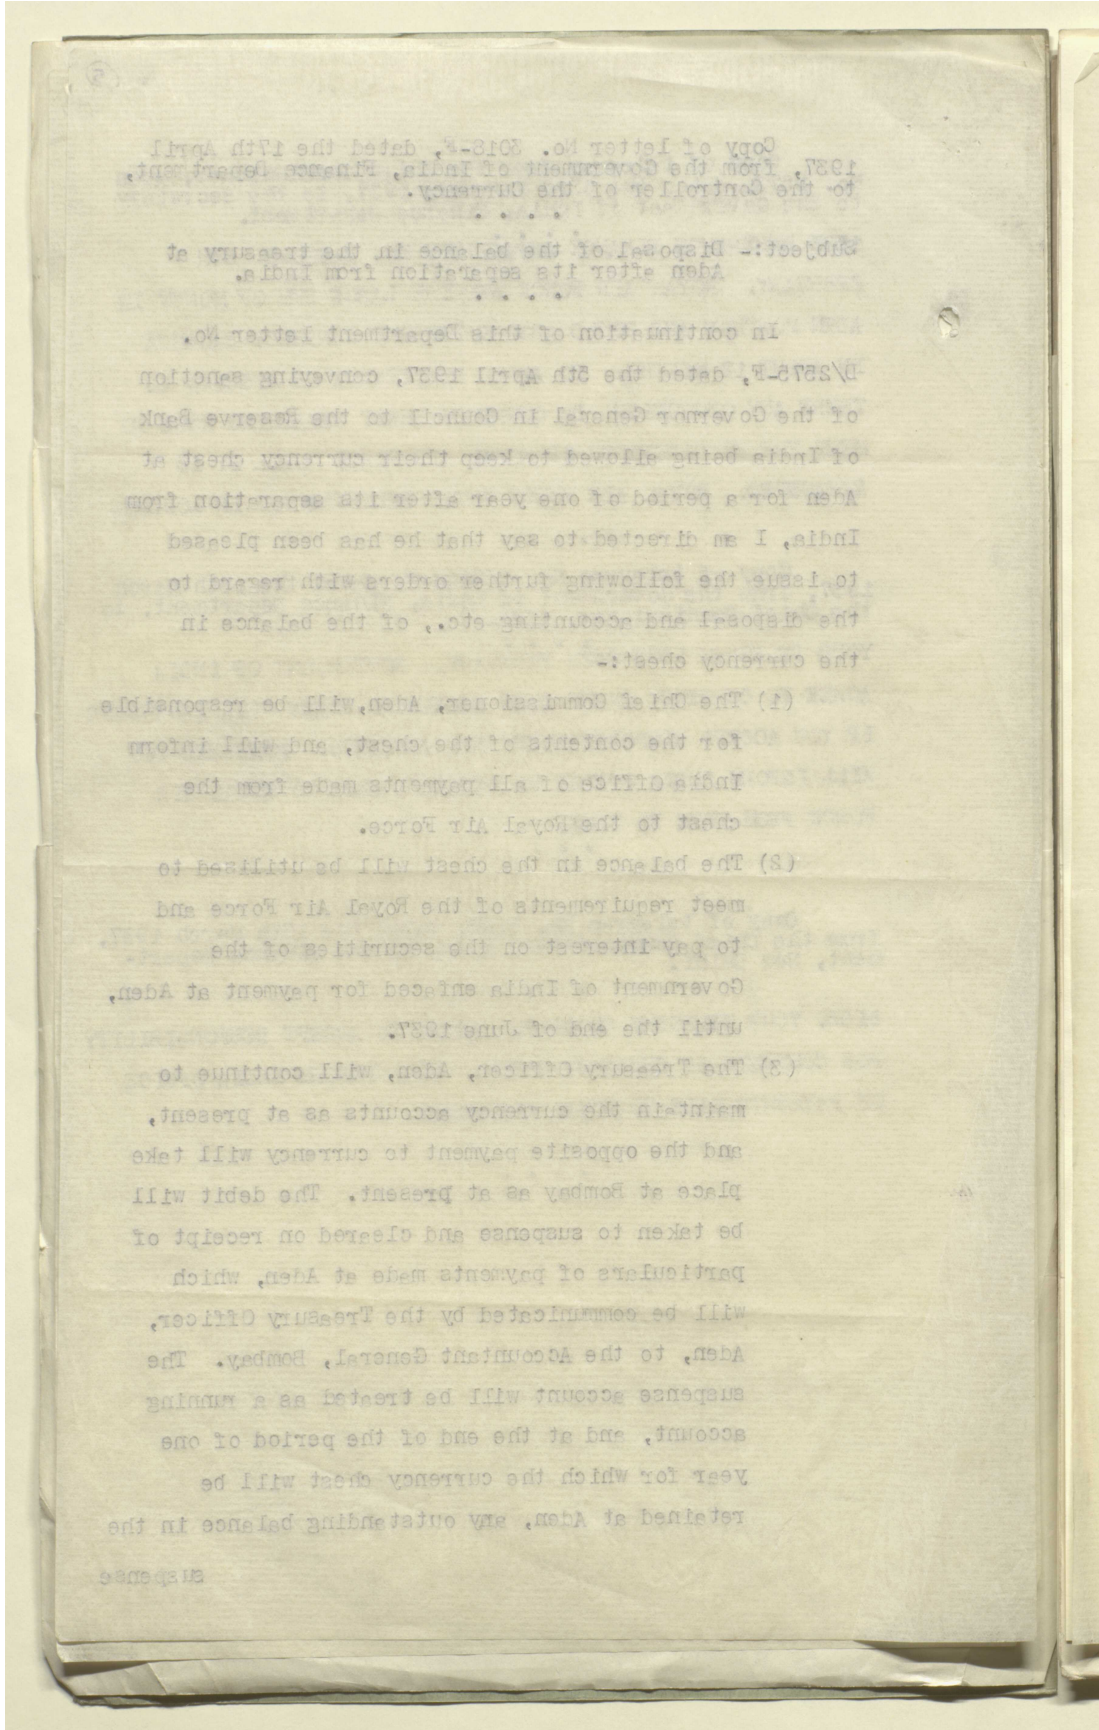 Copy of letter No. 3018-F, dated the 17th April
1937, from the Government of India, Finance Department,
to the Controller of the Currency.
. . . .
Subject:- Disposal of the balance in the treasury at
Aden after its separation from India.
. . . .
In continuation of this Department letter No.
D/2575-F, dated the 5th April 1937, conveying sanction
of the Governor General in Council to the Reserve Bank
of India being allowed to keep their currency chest at
Aden for a period of one year after its separation from
India, I am directed to say that he has been pleased
to issue the following further orders with regard to
the disposal and accounting etc., of the balance in
the currency chest:-
(1) The Chief Commissioner, Aden, will be responsible
for the contents of the chest, and will inform
India Office of all payments made from the
chest to the Royal Air Force.
(2) The balance in the chest will be utilised to
meet requirements of the Royal Air Force and
to pay interest on the securities of the
Government of India enfaced for payment at Aden,
until the end of June 1937.
(3) The Treasury Officer, Aden, will continue to
maintain the currency accounts as at present,
and the opposite payment to currency will take
place at Bombay as at present. The debit will
be taken to suspense and cleared on receipt of
particulars of payments made at Aden, which
will be communicated by the Treasury Officer,
Aden, to the Accountant General, Bombay. The
suspense account will be treated as a running
account, and at the end of the period of one
year for which the currency chest will be
retained at Aden, any outstanding balance in the
suspense